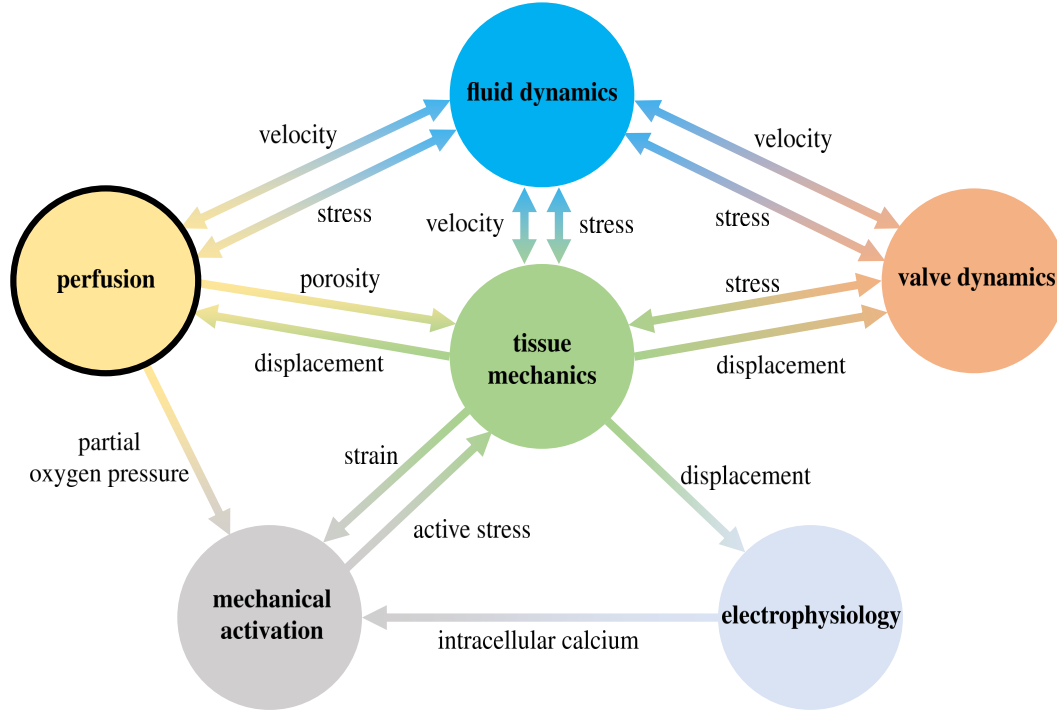 fluid dynamics
velocity
velocity
stress
velocity
stress
stress
perfusion
porosity
stress
valve dynamics
displacement
tissue
mechanics
displacement
partial
oxygen pressure
strain
displacement
active stress
mechanical
activation
electrophysiology
intracellular calcium